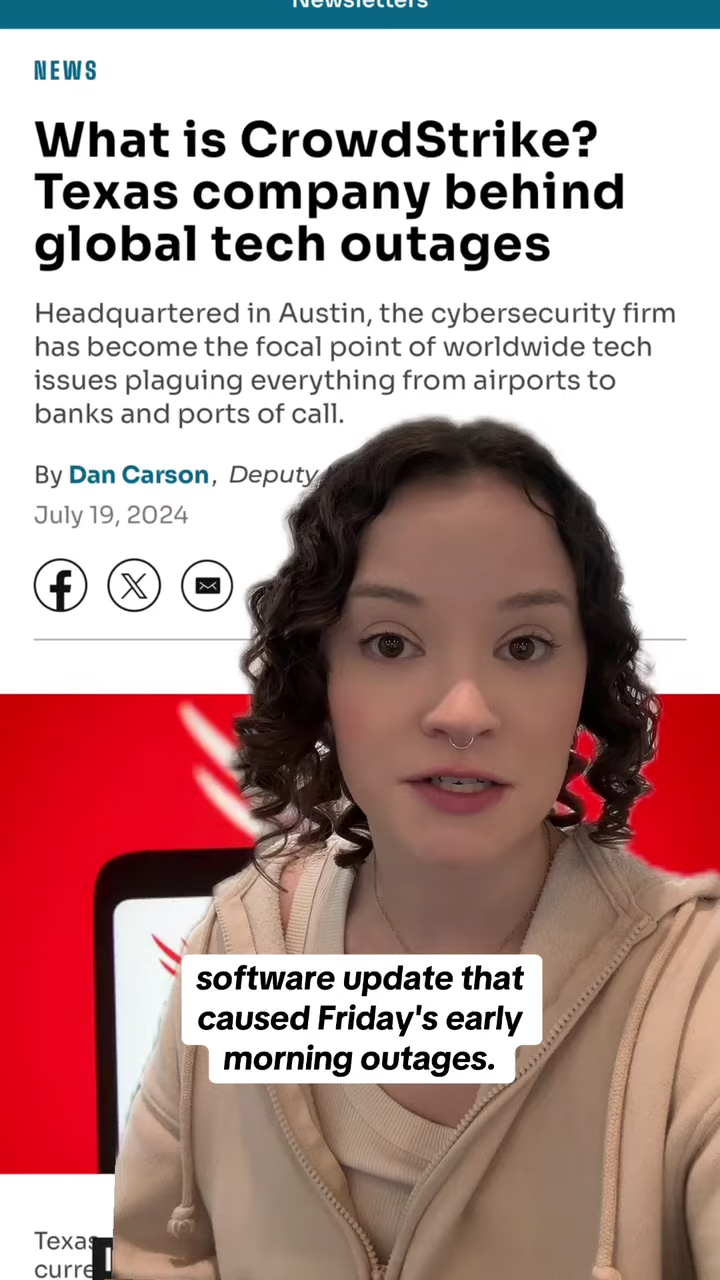 Newsletters
NEWS
What is CrowdStrike?
Texas company behind
global tech outages
Headquartered in Austin, the cybersecurity firm
has become the focal point of worldwide tech
issues plaguing everything from airports to
banks and ports of call.
By Dan Carson, Deputy
July 19, 2024
software update that
caused Friday's early
morning outages.
Texas